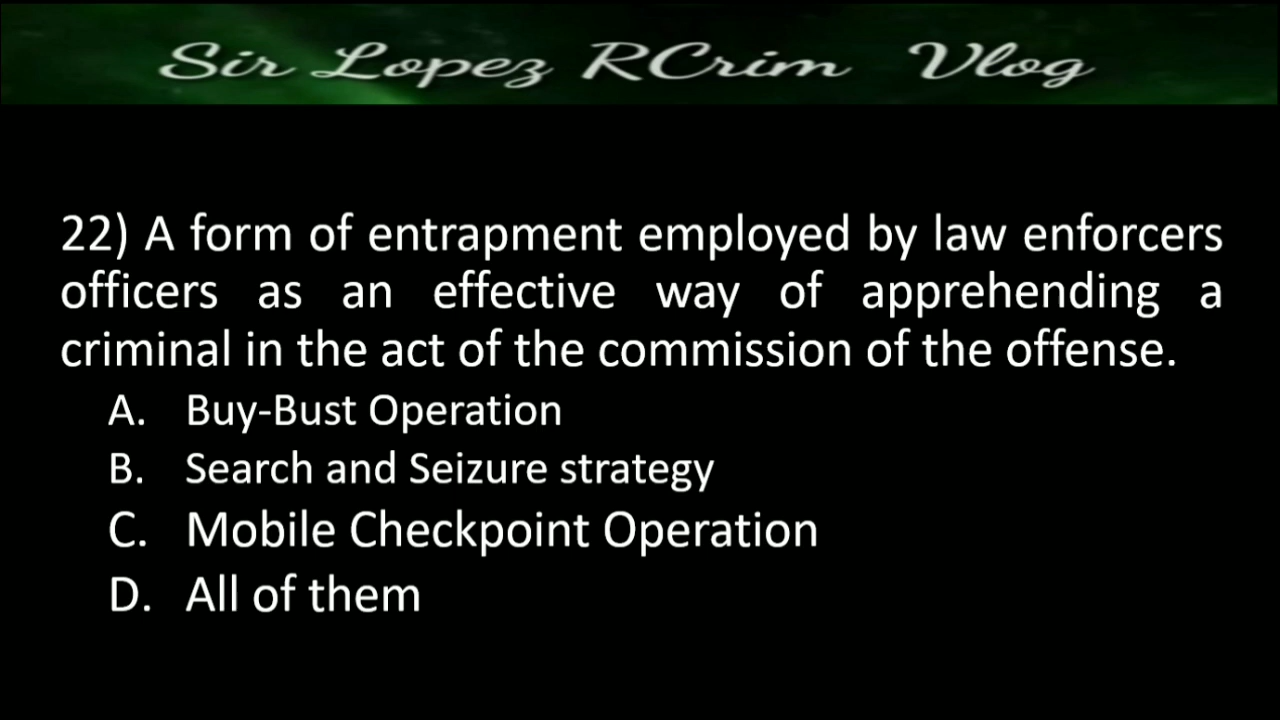 Sir Lopez RCrim Vlog
22) A form of entrapment employed by law enforcers
officers as an effective way of apprehending a
criminal in the act of the commission of the offense.
A. Buy-Bust Operation
B. Search and Seizure strategy
C. Mobile Checkpoint Operation
D. All of them